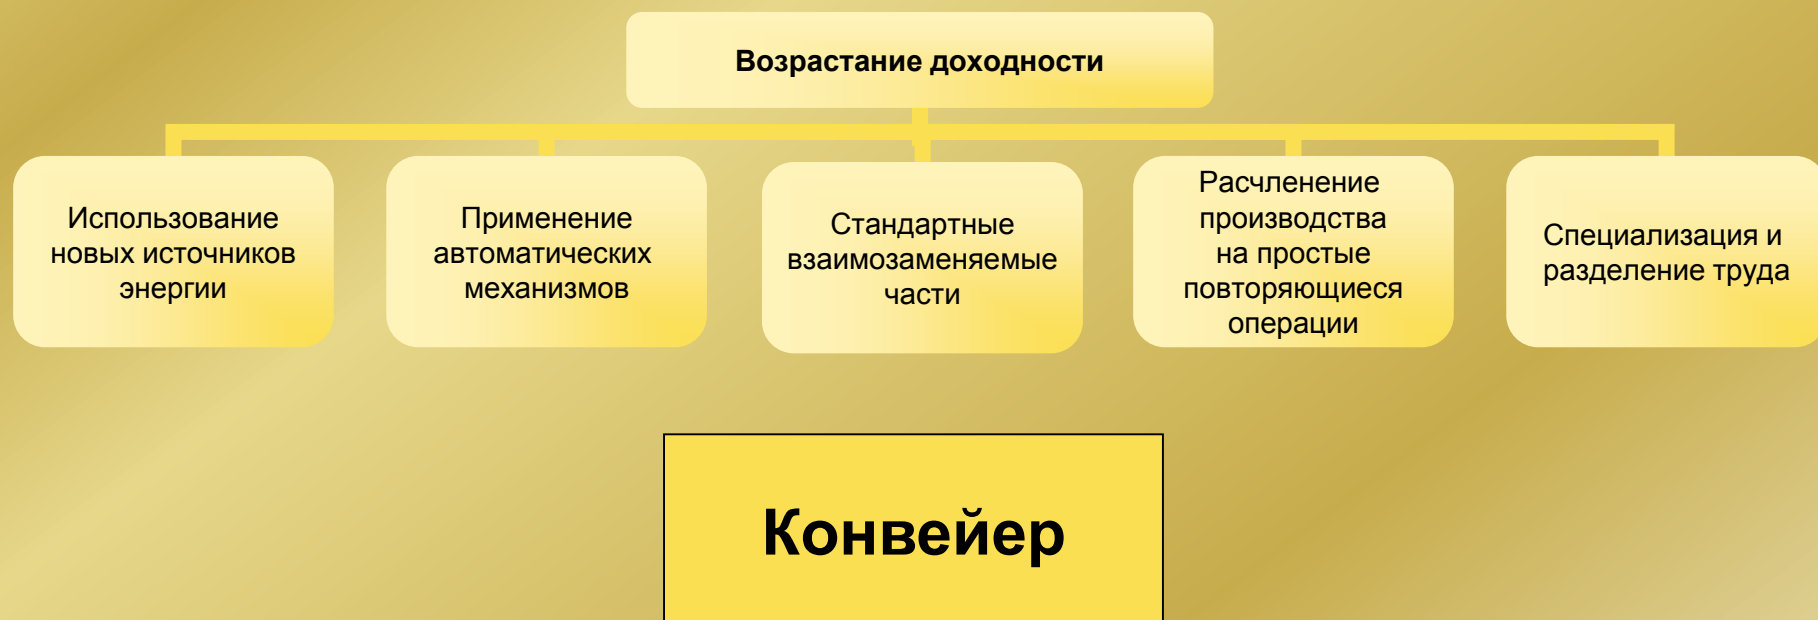 Возрастание доходности
Использование
новых источников
энергии
Применение
автоматических
механизмов
Стандартные
взаимозаменяемые
части
Расчленение
производства
на простые
повторяющиеся
операции
Специализация и
разделение труда
Конвейер